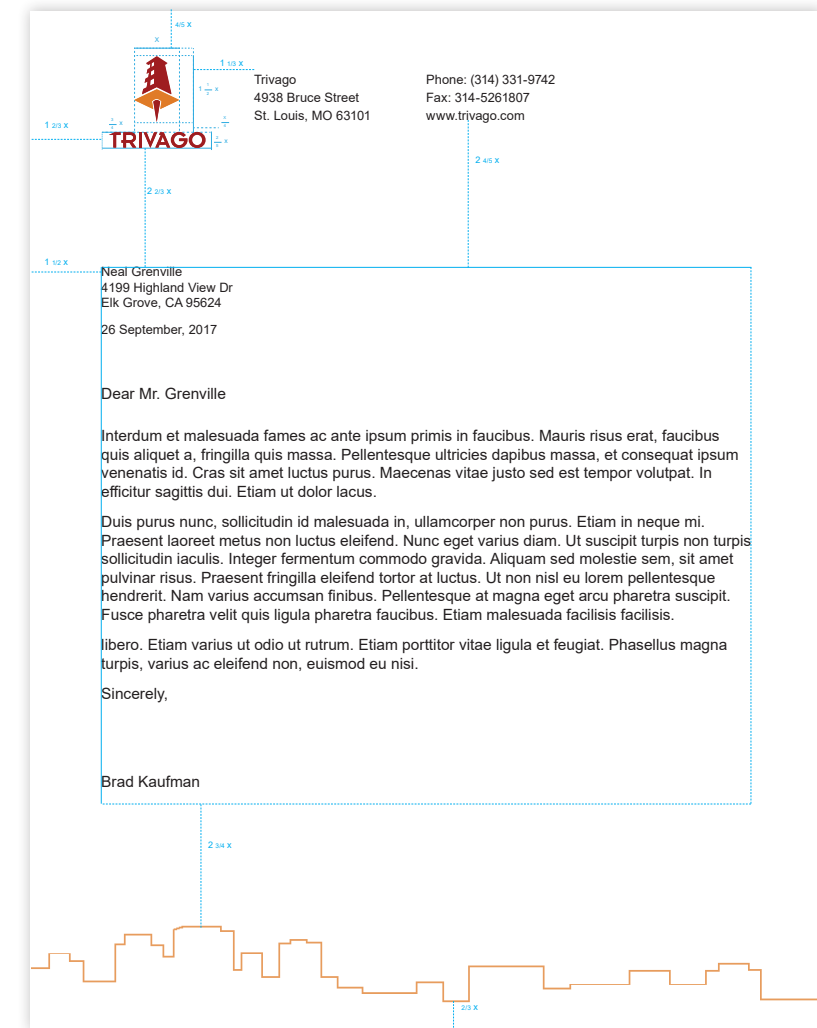 4/5 X
X
1 1/3 X
Trivago
4938 Bruce Street
St. Louis, MO 63101
Phone: (314) 331-9742
Fax: 314-5261807
www.trivago.com
1 1/2 x
1 2/3 X
TRIVAGO
2 4/5 X
2 2/3 X
1 1/2 X
Neal Grenville
4199 Highland View Dr
Elk Grove, CA 95624
26 September, 2017
Dear Mr. Grenville
Interdum et malesuada fames ac ante ipsum primis in faucibus. Mauris risus erat, faucibus
quis aliquet a, fringilla quis massa. Pellentesque ultricies dapibus massa, et consequat ipsum
venenatis id. Cras sit amet luctus purus. Maecenas vitae justo sed est tempor volutpat. In
efficitur sagittis dui. Etiam ut dolor lacus.
Duis purus nunc, sollicitudin id malesuada in, ullamcorper non purus. Etiam in neque mi.
Praesent laoreet metus non luctus eleifend. Nunc eget varius diam. Ut suscipit turpis non turpis
sollicitudin iaculis. Integer fermentum commodo gravida. Aliquam sed molestie sem, sit amet
pulvinar risus. Praesent fringilla eleifend tortor at luctus. Ut non nisl eu lorem pellentesque
hendrerit. Nam varius accumsan finibus. Pellentesque at magna eget arcu pharetra suscipit.
Fusce pharetra velit quis ligula pharetra faucibus. Etiam malesuada facilisis facilisis.
libero. Etiam varius ut odio ut rutrum. Etiam porttitor vitae ligula et feugiat. Phasellus magna
turpis, varius ac eleifend non, euismod eu nisi.
Sincerely,
Brad Kaufman
2 3/4 X
2/3 X